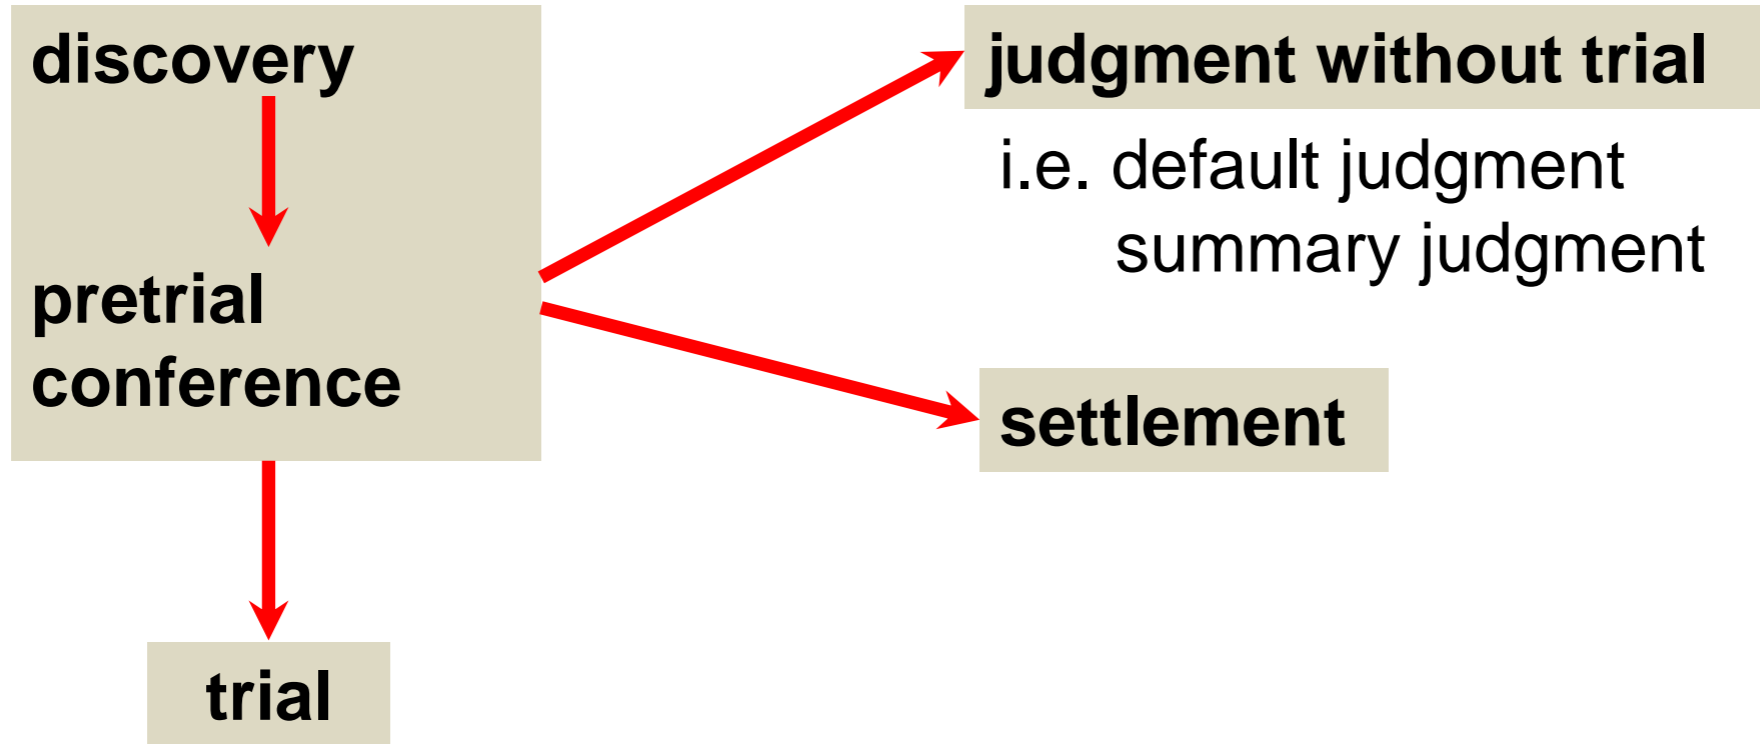 discovery
pretrial
conference
trial
judgment without trial
i.e. default judgment
summary judgment
settlement